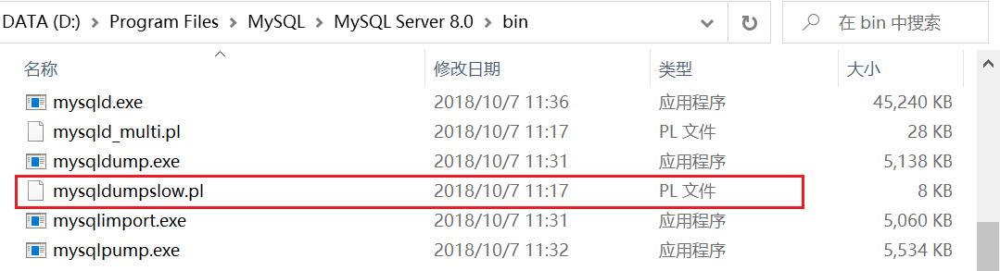 DATA (D:) > Program Files > MySQL > MySQL Server 8.0 > bin 在 bin 中搜索
名称 修改日期 类型 大小
mysqld.exe 2018/10/7 11:36 应用程序 45,240 KB
mysqld_multi.pl 2018/10/7 11:17 PL 文件 28 KB
mysqldump.exe 2018/10/7 11:31 应用程序 5,138 KB
mysqldumpslow.pl 2018/10/7 11:17 PL 文件 8 KB
mysqlimport.exe 2018/10/7 11:31 应用程序 5,060 KB
mysqlpump.exe 2018/10/7 11:32 应用程序 5,534 KB